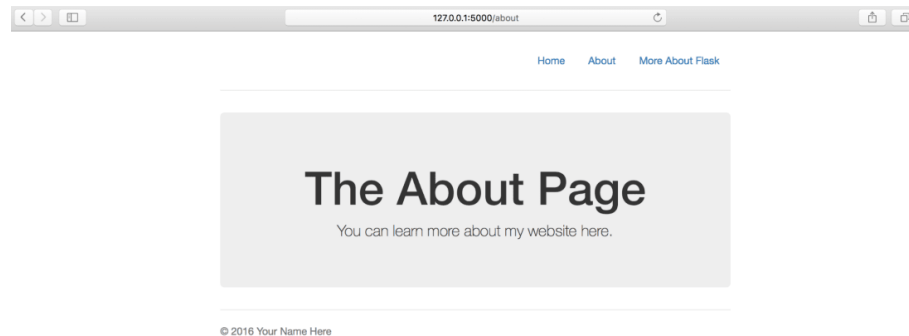 127.0.0.1:5000/about
Home About More About Flask
The About Page
You can learn more about my website here.
© 2016 Your Name Here